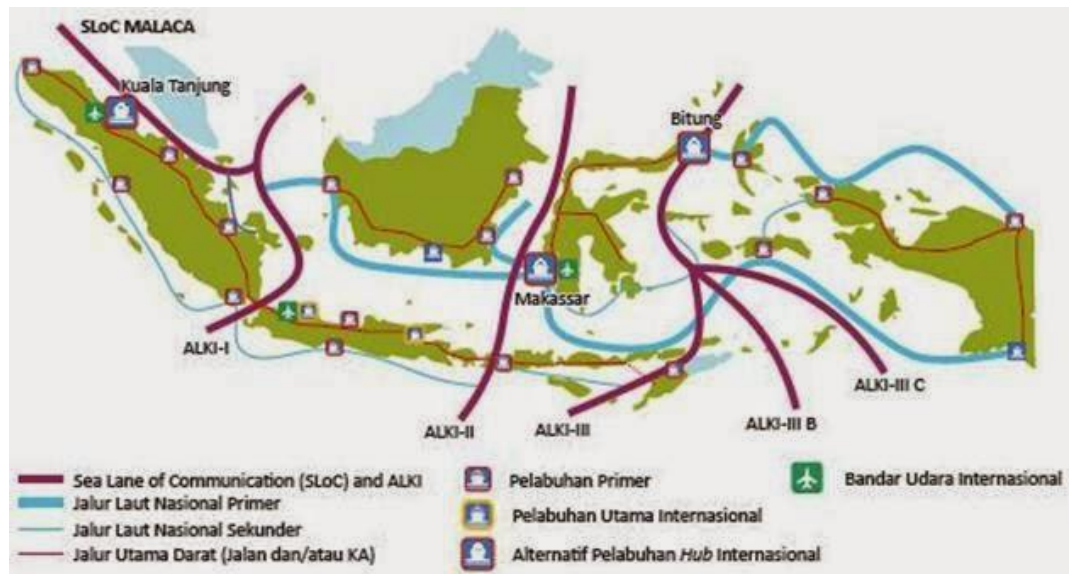 SLoC MALACA
Kuala Tanjung
Bitung
Makassar
ALKI-I
ALKI-II
ALKI-III
ALKI-III B
ALKI-III C
Sea Lane of Communication (SLoC) and ALKI
Jalur Laut Nasional Primer
Jalur Laut Nasional Sekunder
Jalur Utama Darat (Jalan dan/atau KA)
Pelabuhan Primer
Pelabuhan Utama Internasional
Alternatif Pelabuhan Hub Internasional
Bandar Udara Internasional